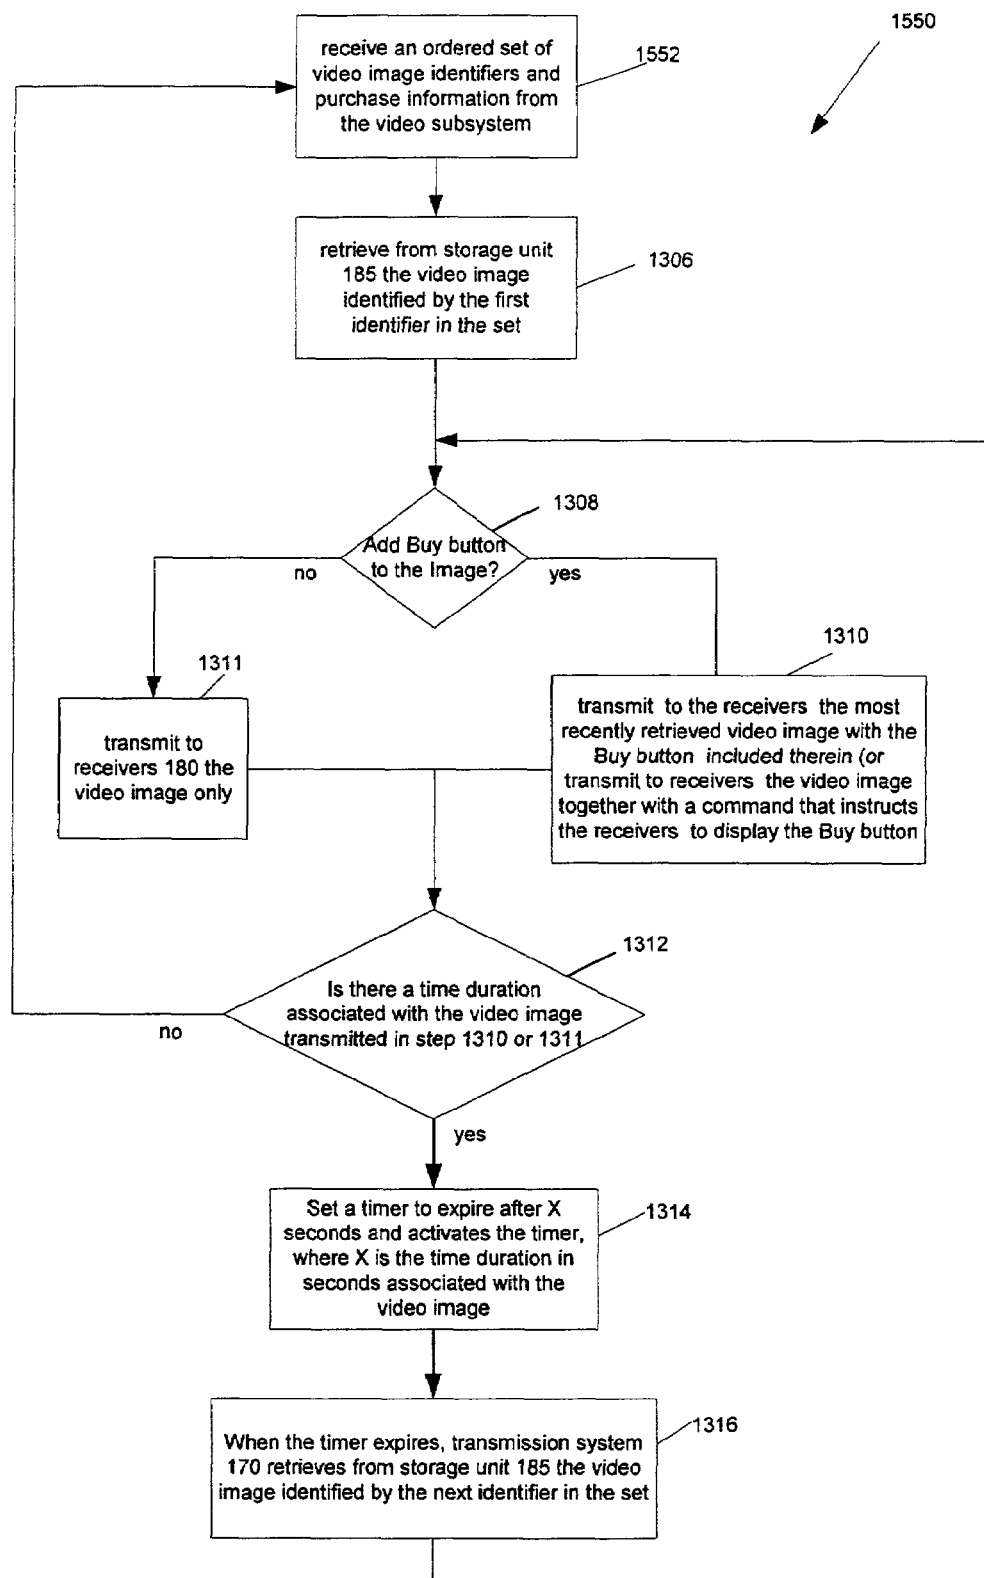 1550
receive an ordered set of
video image identifiers and
purchase information from
the video subsystem
1552
retrieve from storage unit
185 the video image
identified by the first
identifier in the set
1306
1308
Add Buy button
to the Image?
no
yes
1311
transmit to
receivers 180 the
video image only
1310
transmit to the receivers the most
recently retrieved video image with the
Buy button included therein (or
transmit to receivers the video image
together with a command that instructs
the receivers to display the Buy button
1312
Is there a time duration
associated with the video image
transmitted in step 1310 or 1311
no
yes
Set a timer to expire after X
seconds and activates the timer,
where X is the time duration in
seconds associated with the
video image
1314
When the timer expires, transmission system
170 retrieves from storage unit 185 the video
image identified by the next identifier in the set
1316